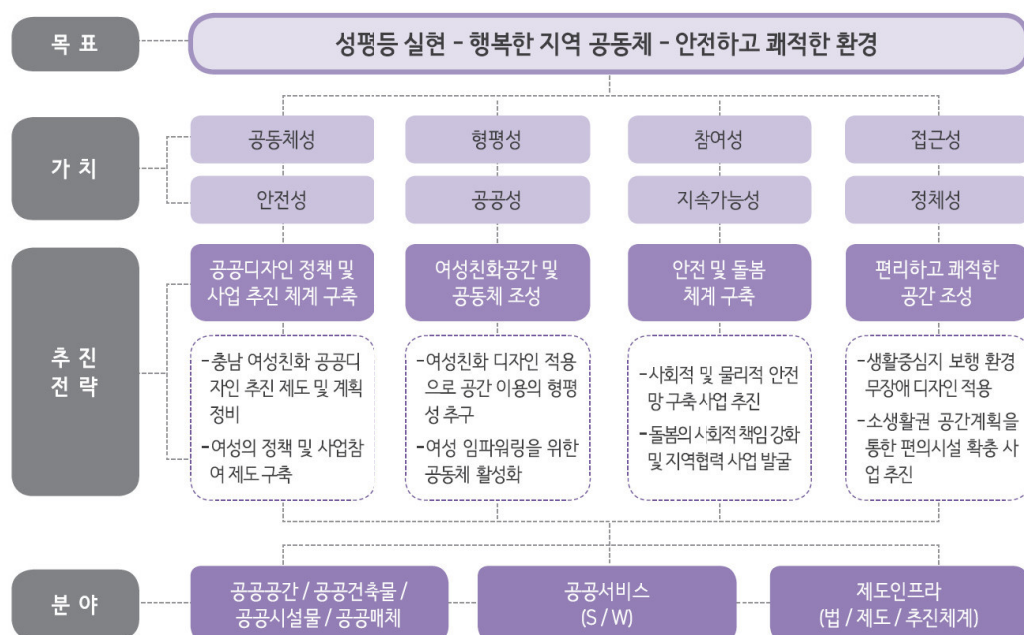 목 표
성평등 실현 - 행복한 지역 공동체 - 안전하고 쾌적한 환경
가 치
공동체성
형평성
참여성
접근성
안전성
공공성
지속가능성
정체성
추 진
전 략
공공디자인 정책 및
사업 추진 체계 구축
여성친화공간 및
공동체 조성
안전 및 돌봄
체계 구축
편리하고 쾌적한
공간 조성
-충남 여성친화 공공디
자인 추진 제도 및 계획
정비
-여성의 정책 및 사업참
여 제도 구축
-여성친화 디자인 적용
으로 공간 이용의 형평
성 추구
-여성 임파워링을 위한
공동체 활성화
-사회적 및 물리적 안전
망 구축 사업 추진
-돌봄의 사회적 책임 강화
및 지역협력 사업 발굴
-생활중심지 보행 환경
무장애 디자인 적용
-소생활권 공간계획을
통한 편의시설 확충 사
업 추진
분 야
공공공간 / 공공건축물 /
공공시설물 / 공공매체
공공서비스
(S / W)
제도인프라
(법 / 제도 / 추진체계)